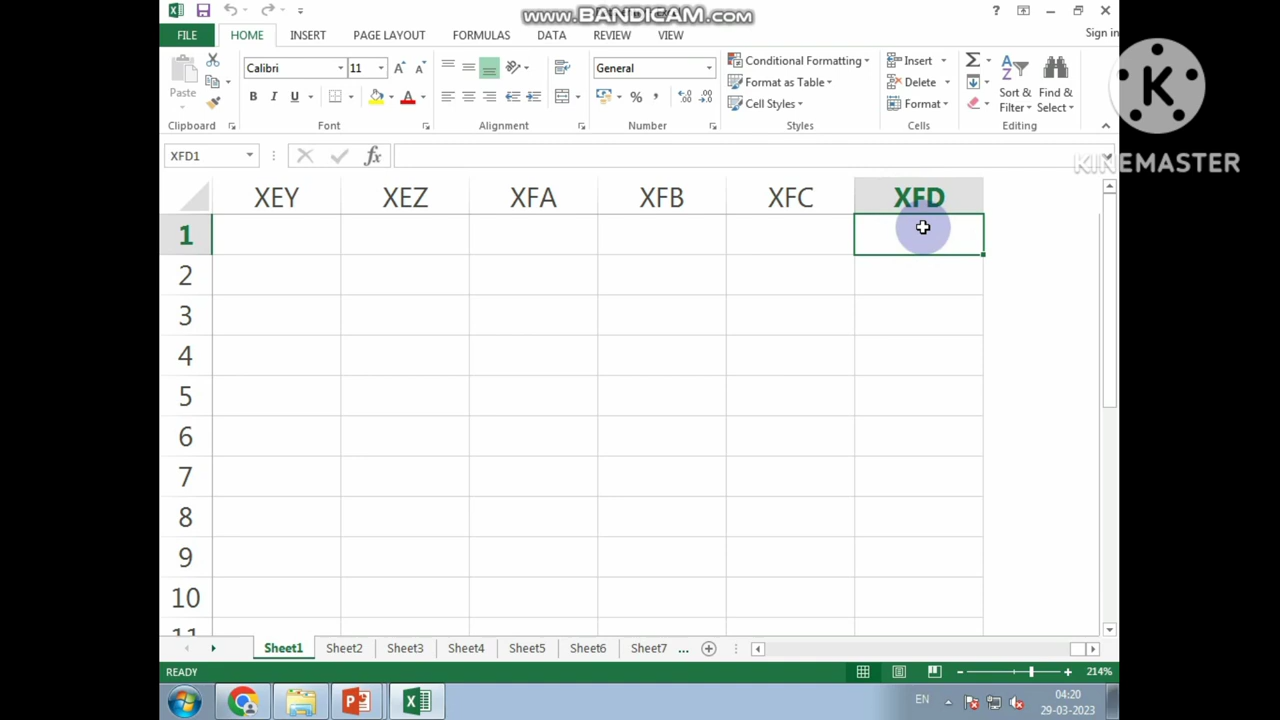 www.BANDICAM.com
?
Sign in
FILE HOME INSERT PAGE LAYOUT FORMULAS DATA REVIEW VIEW
Paste
Clipboard
Calibri 11
B I U
Font
Alignment
General
%
Number
Conditional Formatting
Format as Table
Cell Styles
Styles
Insert
Delete
Format
Cells
Sort & Filter
Find & Select
Editing
K
KINEMASTER
XFD1
fx
XEY XEZ XFA XFB XFC XFD
1
2
3
4
5
6
7
8
9
10
11
Sheet1 Sheet2 Sheet3 Sheet4 Sheet5 Sheet6 Sheet7 ...
READY
214%
EN
04:20
29-03-2023